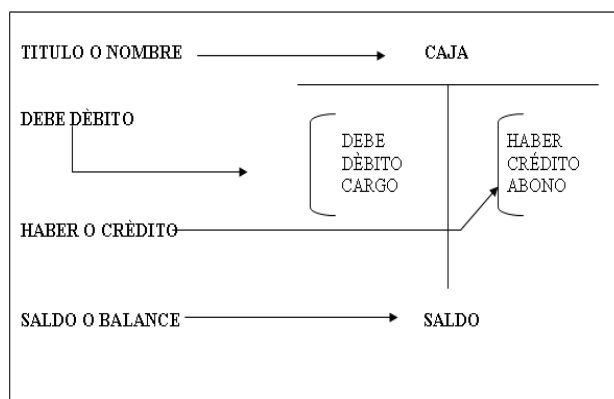 TITULO O NOMBRE
CAJA
DEBE DÈBITO
DEBE
DÈBITO
CARGO
HABER
CRÉDITO
ABONO
HABER O CRÈDITO
SALDO O BALANCE
SALDO